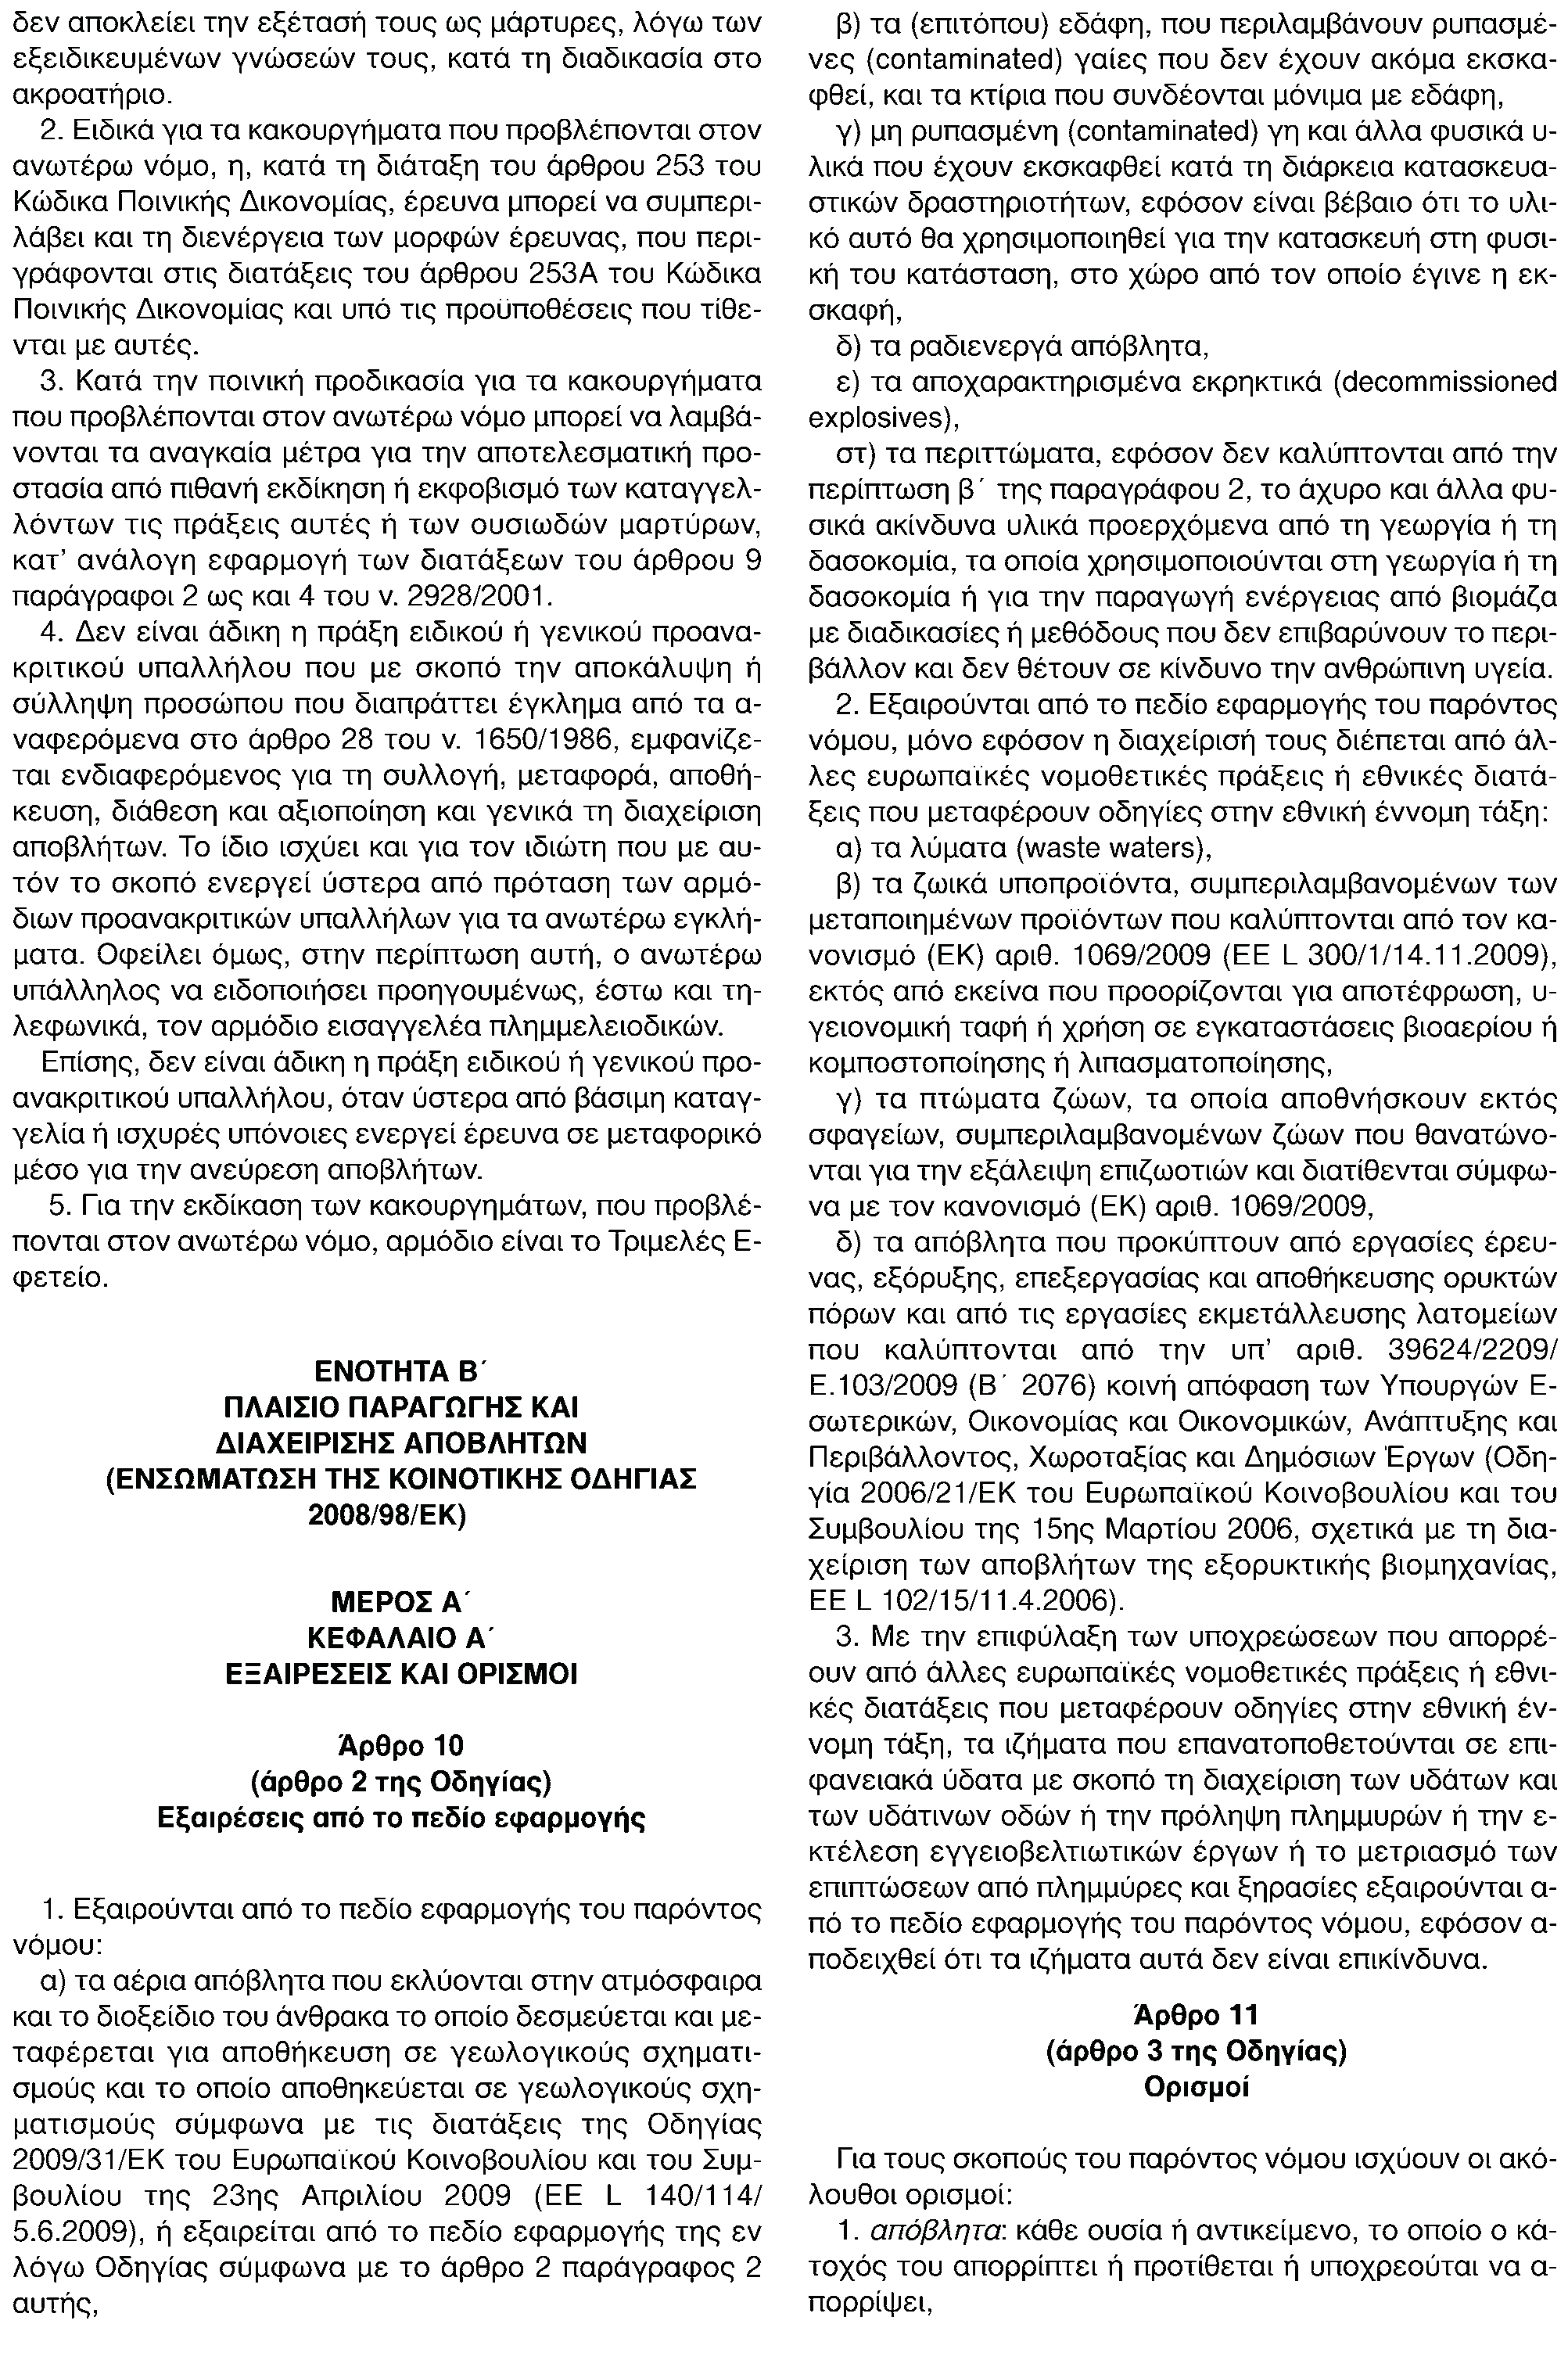 δεν αποκλείει την εξέτασή τους ως μάρτυρες, λόγω των
εξειδικευμένων γνώσεών τους, κατά τη διαδικασία στο
ακροατήριο.
2. Ειδικά για τα κακουργήματα που προβλέπονται στον
ανωτέρω νόμο, η, κατά τη διάταξη του άρθρου 253 του
Κώδικα Ποινικής Δικονομίας, έρευνα μπορεί να συμπερι-
λάβει και τη διενέργεια των μορφών έρευνας, που περι-
γράφονται στις διατάξεις του άρθρου 253Α του Κώδικα
Ποινικής Δικονομίας και υπό τις προϋποθέσεις που τίθε-
νται με αυτές.
3. Κατά την ποινική προδικασία για τα κακουργήματα
που προβλέπονται στον ανωτέρω νόμο μπορεί να λαμβά-
νονται τα αναγκαία μέτρα για την αποτελεσματική προ-
στασία από πιθανή εκδίκηση ή εκφοβισμό των καταγγελ-
λόντων τις πράξεις αυτές ή των ουσιωδών μαρτύρων,
κατ’ ανάλογη εφαρμογή των διατάξεων του άρθρου 9
παράγραφοι 2 ως και 4 του ν. 2928/2001.
4. Δεν είναι άδικη η πράξη ειδικού ή γενικού προανα-
κριτικού υπαλλήλου που με σκοπό την αποκάλυψη ή
σύλληψη προσώπου που διαπράττει έγκλημα από τα α-
ναφερόμενα στο άρθρο 28 του ν. 1650/1986, εμφανίζε-
ται ενδιαφερόμενος για τη συλλογή, μεταφορά, αποθή-
κευση, διάθεση και αξιοποίηση και γενικά τη διαχείριση
αποβλήτων. Το ίδιο ισχύει και για τον ιδιώτη που με αυ-
τόν το σκοπό ενεργεί ύστερα από πρόταση των αρμό-
διων προανακριτικών υπαλλήλων για τα ανωτέρω εγκλή-
ματα. Οφείλει όμως, στην περίπτωση αυτή, ο ανωτέρω
υπάλληλος να ειδοποιήσει προηγουμένως, έστω και τη-
λεφωνικά, τον αρμόδιο εισαγγελέα πλημμελειοδικών.
Επίσης, δεν είναι άδικη η πράξη ειδικού ή γενικού προ-
ανακριτικού υπαλλήλου, όταν ύστερα από βάσιμη καταγ-
γελία ή ισχυρές υπόνοιες ενεργεί έρευνα σε μεταφορικό
μέσο για την ανεύρεση αποβλήτων.
5. Για την εκδίκαση των κακουργημάτων, που προβλέ-
πονται στον ανωτέρω νόμο, αρμόδιο είναι το Τριμελές Ε-
φετείο.
ΕΝΟΤΗΤΑ Β΄
ΠΛΑΙΣΙΟ ΠΑΡΑΓΩΓΗΣ ΚΑΙ
ΔΙΑΧΕΙΡΙΣΗΣ ΑΠΟΒΛΗΤΩΝ
(ΕΝΣΩΜΑΤΩΣΗ ΤΗΣ ΚΟΙΝΟΤΙΚΗΣ ΟΔΗΓΙΑΣ
2008/98/ΕΚ)
ΜΕΡΟΣ Α΄
ΚΕΦΑΛΑΙΟ Α΄
ΕΞΑΙΡΕΣΕΙΣ ΚΑΙ ΟΡΙΣΜΟΙ
Άρθρο 10
(άρθρο 2 της Οδηγίας)
Εξαιρέσεις από το πεδίο εφαρμογής
1. Εξαιρούνται από το πεδίο εφαρμογής του παρόντος
νόμου:
α) τα αέρια απόβλητα που εκλύονται στην ατμόσφαιρα
και το διοξείδιο του άνθρακα το οποίο δεσμεύεται και με-
ταφέρεται για αποθήκευση σε γεωλογικούς σχηματι-
σμούς και το οποίο αποθηκεύεται σε γεωλογικούς σχη-
ματισμούς σύμφωνα με τις διατάξεις της Οδηγίας
2009/31/ΕΚ του Ευρωπαϊκού Κοινοβουλίου και του Συμ-
βουλίου της 23ης Απριλίου 2009 (ΕΕ L 140/114/
5.6.2009), ή εξαιρείται από το πεδίο εφαρμογής της εν
λόγω Οδηγίας σύμφωνα με το άρθρο 2 παράγραφος 2
αυτής,
β) τα (επιτόπου) εδάφη, που περιλαμβάνουν ρυπασμέ-
νες (contaminated) γαίες που δεν έχουν ακόμα εκσκα-
φθεί, και τα κτίρια που συνδέονται μόνιμα με εδάφη,
γ) μη ρυπασμένη (contaminated) γη και άλλα φυσικά υ-
λικά που έχουν εκσκαφθεί κατά τη διάρκεια κατασκευα-
στικών δραστηριοτήτων, εφόσον είναι βέβαιο ότι το υλι-
κό αυτό θα χρησιμοποιηθεί για την κατασκευή στη φυσι-
κή του κατάσταση, στο χώρο από τον οποίο έγινε η εκ-
σκαφή,
δ) τα ραδιενεργά απόβλητα,
ε) τα αποχαρακτηρισμένα εκρηκτικά (decommissioned
explosives),
στ) τα περιττώματα, εφόσον δεν καλύπτονται από την
περίπτωση β΄ της παραγράφου 2, το άχυρο και άλλα φυ-
σικά ακίνδυνα υλικά προερχόμενα από τη γεωργία ή τη
δασοκομία, τα οποία χρησιμοποιούνται στη γεωργία ή τη
δασοκομία ή για την παραγωγή ενέργειας από βιομάζα
με διαδικασίες ή μεθόδους που δεν επιβαρύνουν το περι-
βάλλον και δεν θέτουν σε κίνδυνο την ανθρώπινη υγεία.
2. Εξαιρούνται από το πεδίο εφαρμογής του παρόντος
νόμου, μόνο εφόσον η διαχείρισή τους διέπεται από άλ-
λες ευρωπαϊκές νομοθετικές πράξεις ή εθνικές διατά-
ξεις που μεταφέρουν οδηγίες στην εθνική έννομη τάξη:
α) τα λύματα (waste waters),
β) τα ζωικά υποπροϊόντα, συμπεριλαμβανομένων των
μεταποιημένων προϊόντων που καλύπτονται από τον κα-
νονισμό (ΕΚ) αριθ. 1069/2009 (ΕΕ L 300/1/14.11.2009),
εκτός από εκείνα που προορίζονται για αποτέφρωση, υ-
γειονομική ταφή ή χρήση σε εγκαταστάσεις βιοαερίου ή
κομποστοποίησης ή λιπασματοποίησης,
γ) τα πτώματα ζώων, τα οποία αποθνήσκουν εκτός
σφαγείων, συμπεριλαμβανομένων ζώων που θανατώνο-
νται για την εξάλειψη επιζωοτιών και διατίθενται σύμφω-
να με τον κανονισμό (ΕΚ) αριθ. 1069/2009,
δ) τα απόβλητα που προκύπτουν από εργασίες έρευ-
νας, εξόρυξης, επεξεργασίας και αποθήκευσης ορυκτών
πόρων και από τις εργασίες εκμετάλλευσης λατομείων
που καλύπτονται από την υπ’ αριθ. 39624/2209/
Ε.103/2009 (Β΄ 2076) κοινή απόφαση των Υπουργών Ε-
σωτερικών, Οικονομίας και Οικονομικών, Ανάπτυξης και
Περιβάλλοντος, Χωροταξίας και Δημόσιων Έργων (Οδη-
γία 2006/21/ΕΚ του Ευρωπαϊκού Κοινοβουλίου και του
Συμβουλίου της 15ης Μαρτίου 2006, σχετικά με τη δια-
χείριση των αποβλήτων της εξορυκτικής βιομηχανίας,
ΕΕ L 102/15/11.4.2006).
3. Με την επιφύλαξη των υποχρεώσεων που απορρέ-
ουν από άλλες ευρωπαϊκές νομοθετικές πράξεις ή εθνι-
κές διατάξεις που μεταφέρουν οδηγίες στην εθνική έν-
νομη τάξη, τα ιζήματα που επανατοποθετούνται σε επι-
φανειακά ύδατα με σκοπό τη διαχείριση των υδάτων και
των υδάτινων οδών ή την πρόληψη πλημμυρών ή την ε-
κτέλεση εγγειοβελτιωτικών έργων ή το μετριασμό των
επιπτώσεων από πλημμύρες και ξηρασίες εξαιρούνται α-
πό το πεδίο εφαρμογής του παρόντος νόμου, εφόσον α-
ποδειχθεί ότι τα ιζήματα αυτά δεν είναι επικίνδυνα.
Άρθρο 11
(άρθρο 3 της Οδηγίας)
Ορισμοί
Για τους σκοπούς του παρόντος νόμου ισχύουν οι ακό-
λουθοι ορισμοί:
1. απόβλητα: κάθε ουσία ή αντικείμενο, το οποίο ο κά-
τοχός του απορρίπτει ή προτίθεται ή υποχρεούται να α-
πορρίψει,